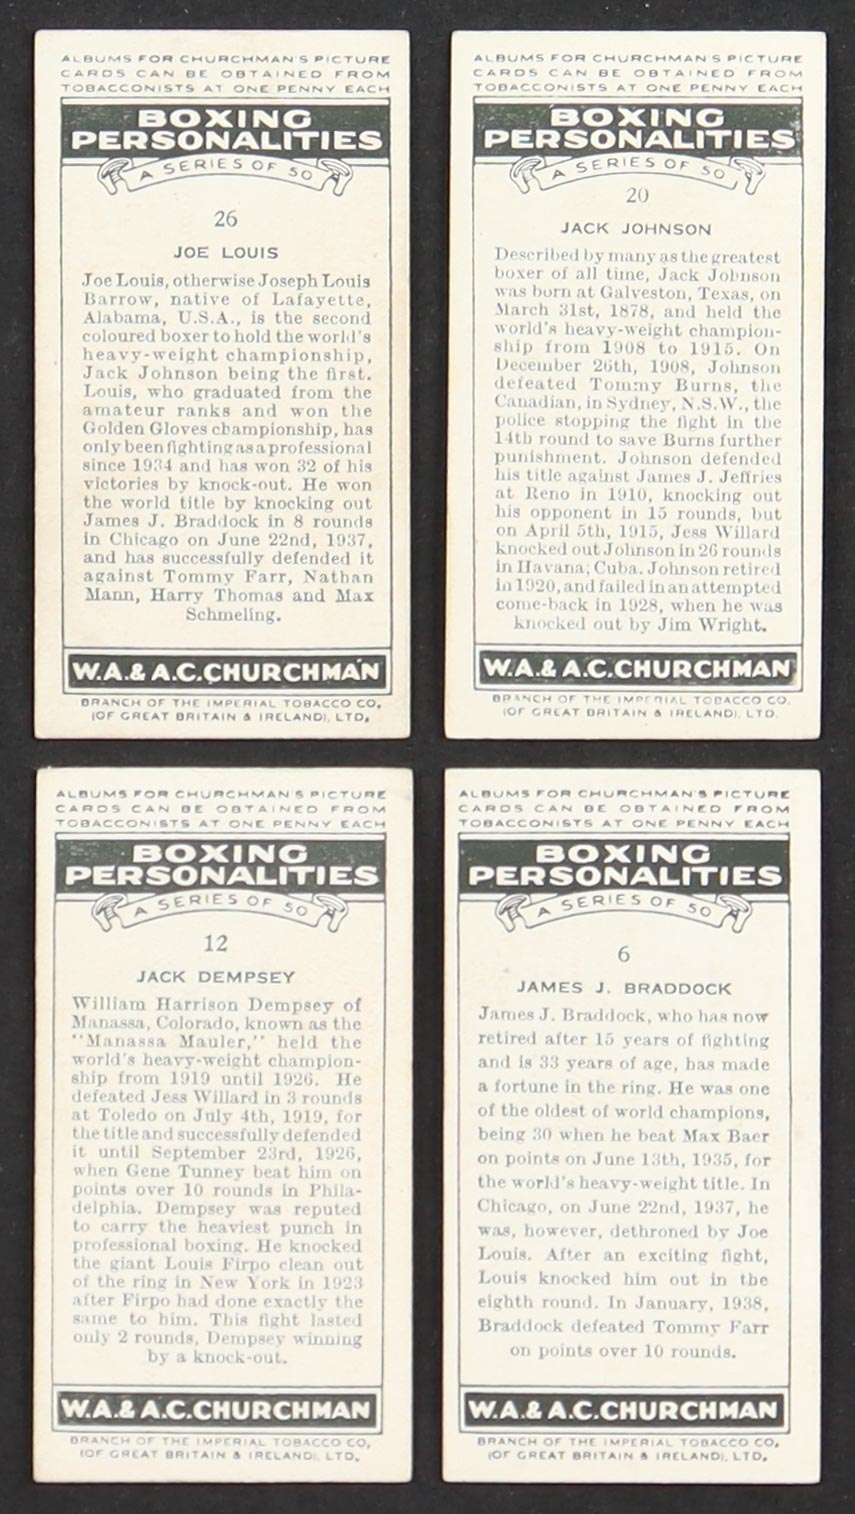 ALBUMS FOR CHURCHMAN'S PICTURE
CARDS CAN BE OBTAINED FROM
TOBACCONISTS AT ONE PENNY EACH
BOXING
PERSONALITIES
A SERIES OF 50
26
JOE LOUIS
Joe Louis, otherwise Joseph Louis
Barrow, native of Lafayette,
Alabama, U.S.A., is the second
coloured boxer to hold the world's
heavy-weight championship,
Jack Johnson being the first.
Louis, who graduated from the
amateur ranks and won the
Golden Gloves championship, has
only been fighting as a professional
since 1934 and has won 32 of his
victories by knock-out. He won
the world title by knocking out
James J. Braddock in 8 rounds
in Chicago on June 22nd, 1937,
and has successfully defended it
against Tommy Farr, Nathan
Mann, Harry Thomas and Max
Schmeling.
W.A. & A.C. CHURCHMAN
BRANCH OF THE IMPERIAL TOBACCO CO.
(OF GREAT BRITAIN & IRELAND), LTD.
ALBUMS FOR CHURCHMAN'S PICTURE
CARDS CAN BE OBTAINED FROM
TOBACCONISTS AT ONE PENNY EACH
BOXING
PERSONALITIES
A SERIES OF 50
20
JACK JOHNSON
Described by many as the greatest
boxer of all time, Jack Johnson
was born at Galveston, Texas, on
March 31st, 1878, and held the
world's heavy-weight champion-
ship from 1908 to 1915. On
December 26th, 1908, Johnson
defeated Tommy Burns, the
Canadian, in Sydney, N.S.W., the
police stopping the fight in the
14th round to save Burns further
punishment. Johnson defended
his title against James J. Jeffries
at Reno in 1910, knocking out
his opponent in 15 rounds, but
on April 5th, 1915, Jess Willard
knocked out Johnson in 26 rounds
in Havana, Cuba. Johnson retired
in 1920, and failed in an attempted
come-back in 1928, when he was
knocked out by Jim Wright.
W.A. & A.C. CHURCHMAN
BRANCH OF THE IMPERIAL TOBACCO CO.
(OF GREAT BRITAIN & IRELAND), LTD.
ALBUMS FOR CHURCHMAN'S PICTURE
CARDS CAN BE OBTAINED FROM
TOBACCONISTS AT ONE PENNY EACH
BOXING
PERSONALITIES
A SERIES OF 50
12
JACK DEMPSEY
William Harrison Dempsey of
Manassa, Colorado, known as the
"Manassa Mauler," held the
world's heavy-weight champion-
ship from 1919 until 1926. He
defeated Jess Willard in 3 rounds
at Toledo on July 4th, 1919, for
the title and successfully defended
it until September 23rd, 1926,
when Gene Tunney beat him on
points over 10 rounds in Phila-
delphia. Dempsey was reputed
to carry the heaviest punch in
professional boxing. He knocked
the giant Louis Firpo clean out
of the ring in New York in 1923
after Firpo had done exactly the
same to him. This fight lasted
only 2 rounds, Dempsey winning
by a knock-out.
W.A. & A.C. CHURCHMAN
BRANCH OF THE IMPERIAL TOBACCO CO.
(OF GREAT BRITAIN & IRELAND), LTD.
ALBUMS FOR CHURCHMAN'S PICTURE
CARDS CAN BE OBTAINED FROM
TOBACCONISTS AT ONE PENNY EACH
BOXING
PERSONALITIES
A SERIES OF 50
6
JAMES J. BRADDOCK
James J. Braddock, who has now
retired after 15 years of fighting
and is 33 years of age, has made
a fortune in the ring. He was one
of the oldest of world champions,
being 30 when he beat Max Baer
on points on June 13th, 1935, for
the world's heavy-weight title. In
Chicago, on June 22nd, 1937, he
was, however, dethroned by Joe
Louis. After an exciting fight,
Louis knocked him out in the
eighth round. In January, 1938,
Braddock defeated Tommy Farr
on points over 10 rounds.
W.A. & A.C. CHURCHMAN
BRANCH OF THE IMPERIAL TOBACCO CO.
(OF GREAT BRITAIN & IRELAND), LTD.